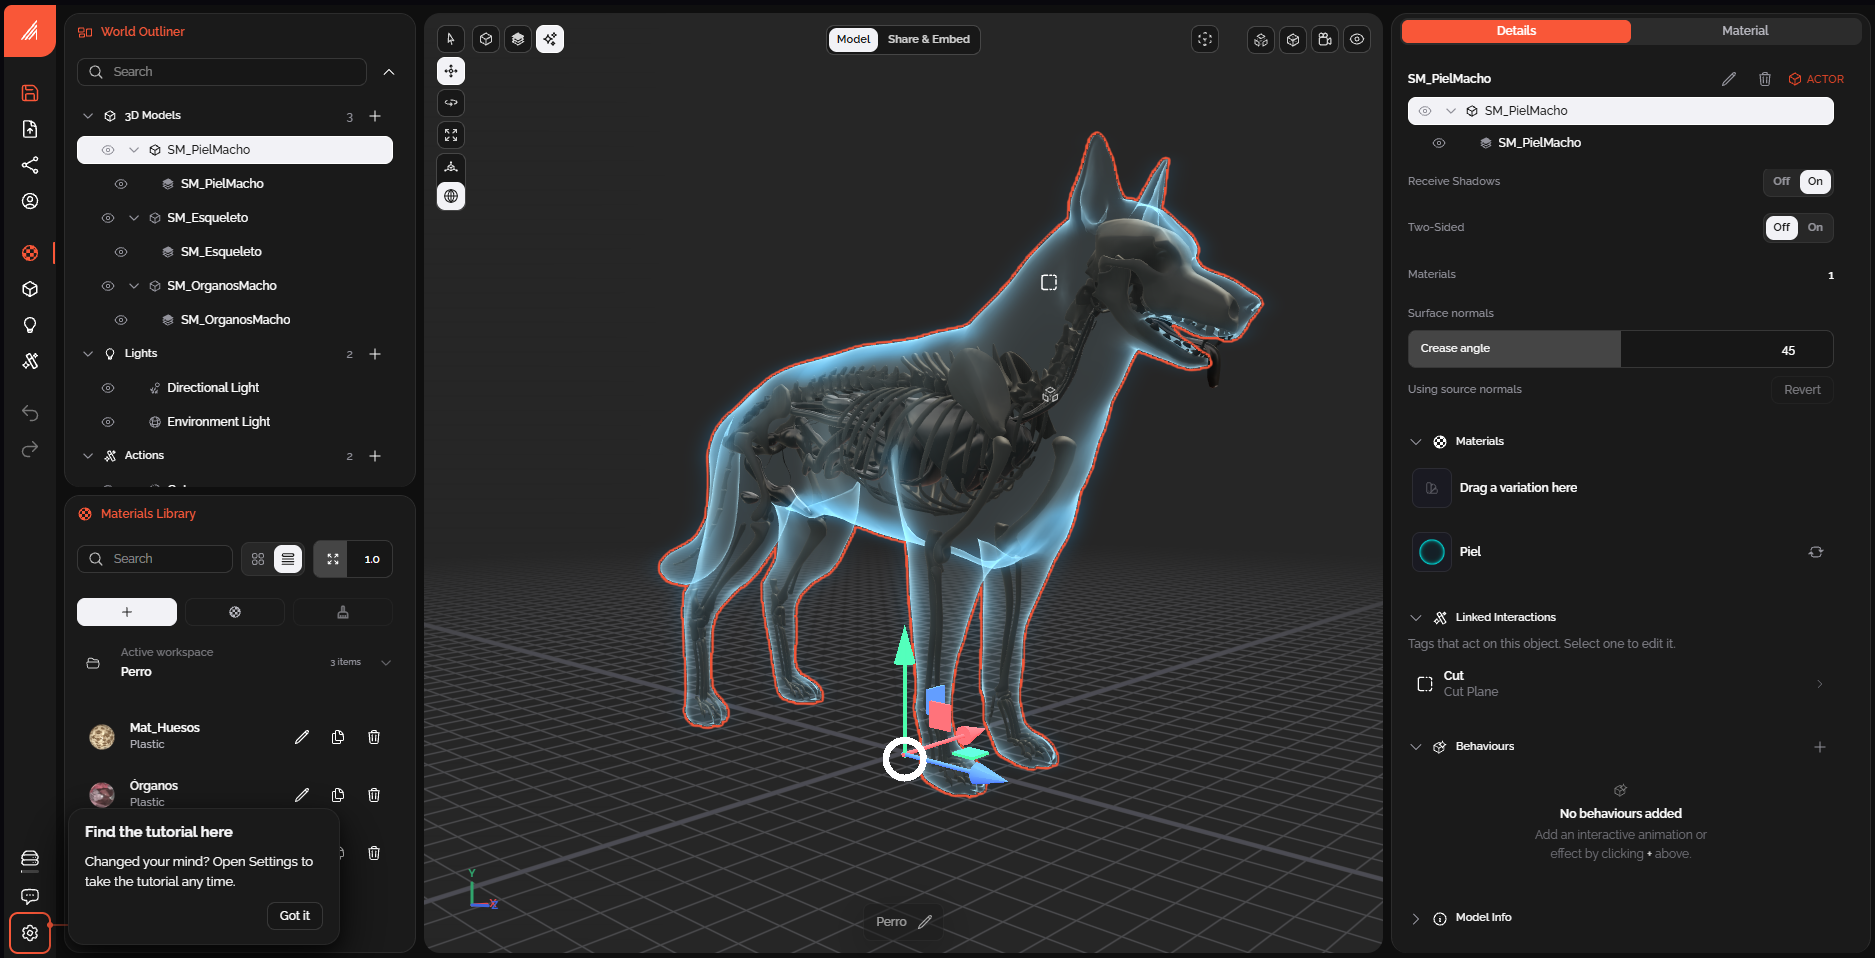 World Outliner
Search
3D Models 3
SM_PielMacho
SM_PielMacho
SM_Esqueleto
SM_Esqueleto
SM_OrganosMacho
SM_OrganosMacho
Lights 2
Directional Light
Environment Light
Actions 2
Materials Library
Search
1.0
Active workspace
Perro
3 items
Mat_Huesos
Plastic
Órganos
Plastic
Find the tutorial here
Changed your mind? Open Settings to
take the tutorial any time.
Got it
Model Share & Embed
Y
X
Z
Perro
Details Material
SM_PielMacho ACTOR
SM_PielMacho
SM_PielMacho
Receive Shadows Off On
Two-Sided Off On
Materials 1
Surface normals
Crease angle 45
Using source normals Revert
Materials
Drag a variation here
Piel
Linked Interactions
Tags that act on this object. Select one to edit it.
Cut
Cut Plane
Behaviours
No behaviours added
Add an interactive animation or
effect by clicking + above.
Model Info